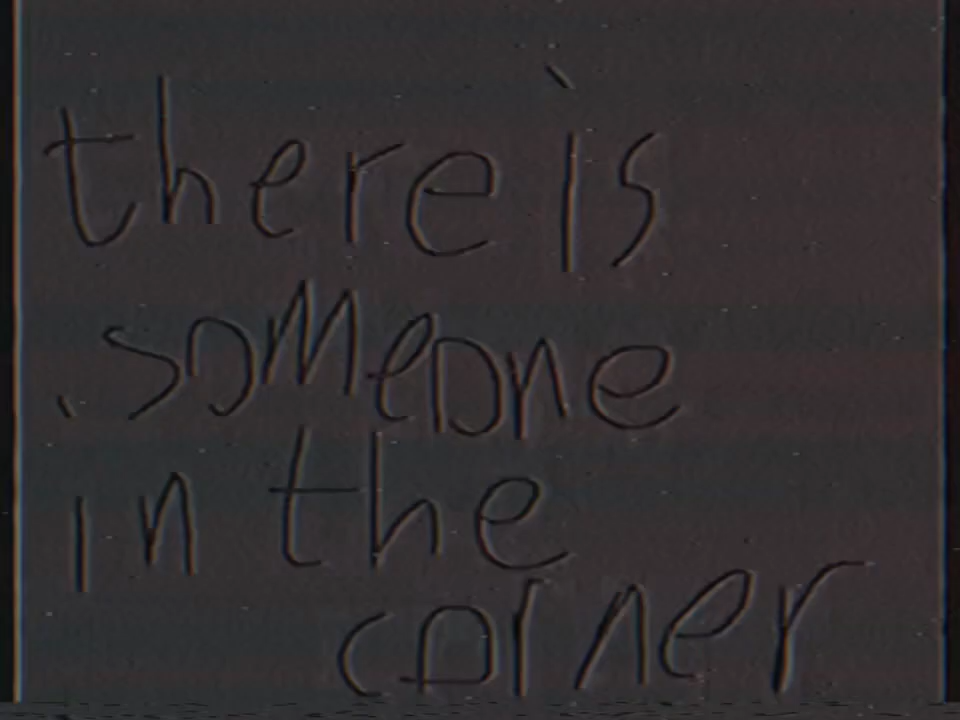 there is
someone
in the
corner